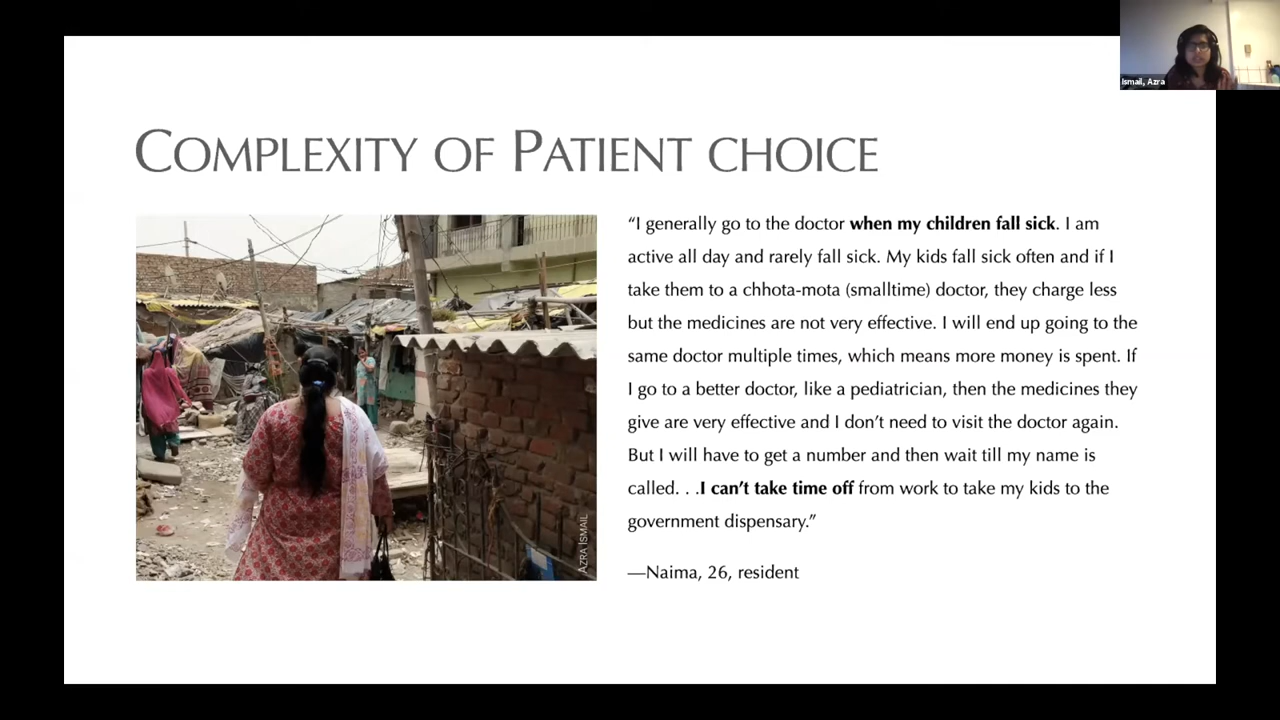 Ismail, Azra
COMPLEXITY OF PATIENT CHOICE
“I generally go to the doctor when my children fall sick. I am
active all day and rarely fall sick. My kids fall sick often and if I
take them to a chhota-mota (smalltime) doctor, they charge less
but the medicines are not very effective. I will end up going to the
same doctor multiple times, which means more money is spent. If
I go to a better doctor, like a pediatrician, then the medicines they
give are very effective and I don’t need to visit the doctor again.
But I will have to get a number and then wait till my name is
called. . .I can’t take time off from work to take my kids to the
government dispensary.”
—Naima, 26, resident
AZRA ISMAIL